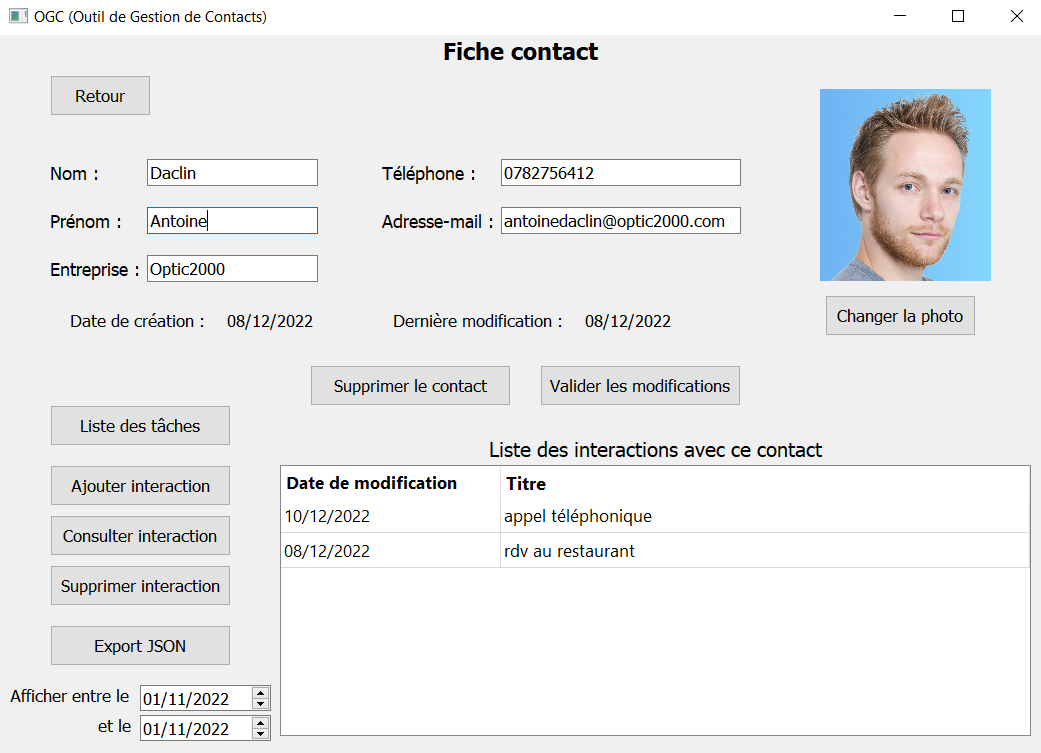 OGC (Outil de Gestion de Contacts)
Fiche contact
Retour
Nom : Daclin Téléphone : 0782756412
Prénom : Antoine Adresse-mail : antoinedaclin@optic2000.com
Entreprise : Optic2000
Date de création : 08/12/2022 Dernière modification : 08/12/2022
Changer la photo
Supprimer le contact Valider les modifications
Liste des tâches
Ajouter interaction
Consulter interaction
Supprimer interaction
Export JSON
Afficher entre le 01/11/2022
et le 01/11/2022
Liste des interactions avec ce contact
Date de modification Titre
10/12/2022 appel téléphonique
08/12/2022 rdv au restaurant